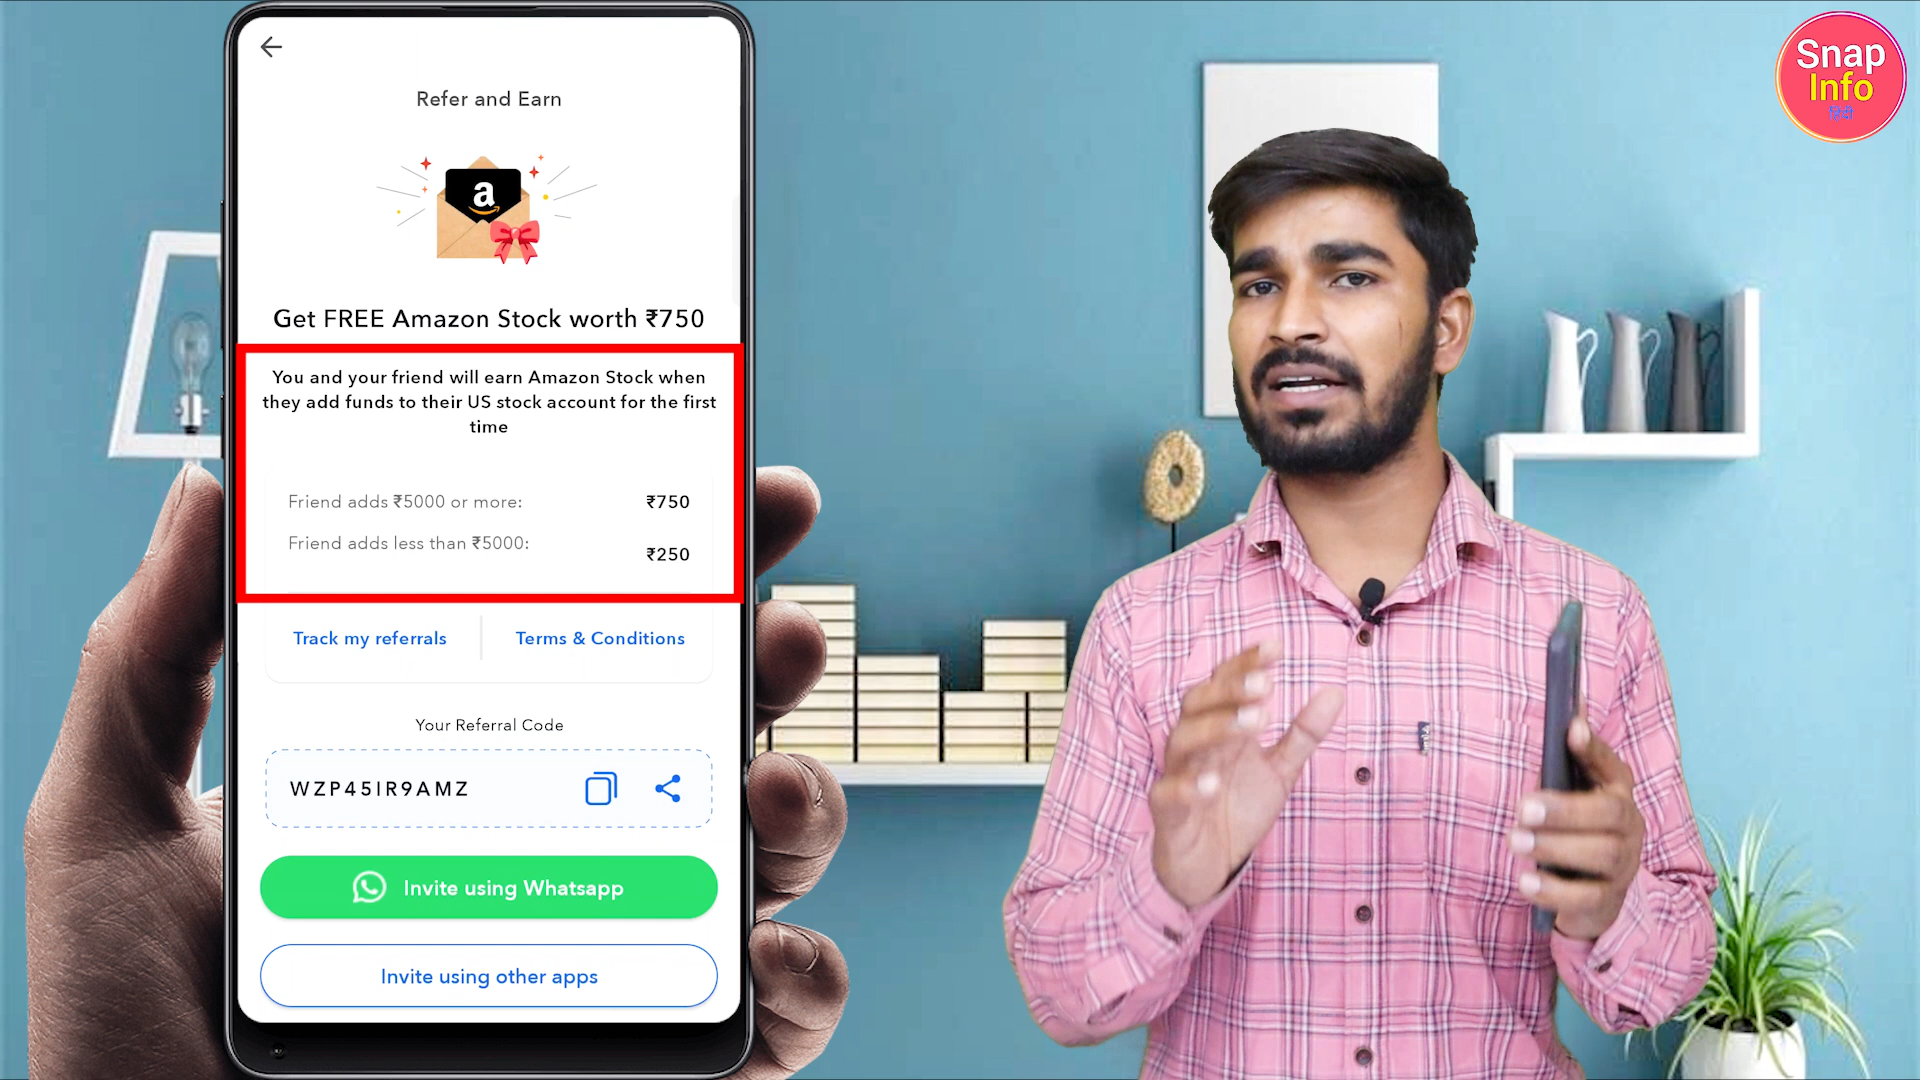 Refer and Earn
a
Get FREE Amazon Stock worth ₹750
You and your friend will earn Amazon Stock when
they add funds to their US stock account for the first
time
Friend adds ₹5000 or more: ₹750
Friend adds less than ₹5000: ₹250
Track my referrals Terms & Conditions
Your Referral Code
WZP45IR9AMZ
Invite using Whatsapp
Invite using other apps
Snap
Info
हिंदी